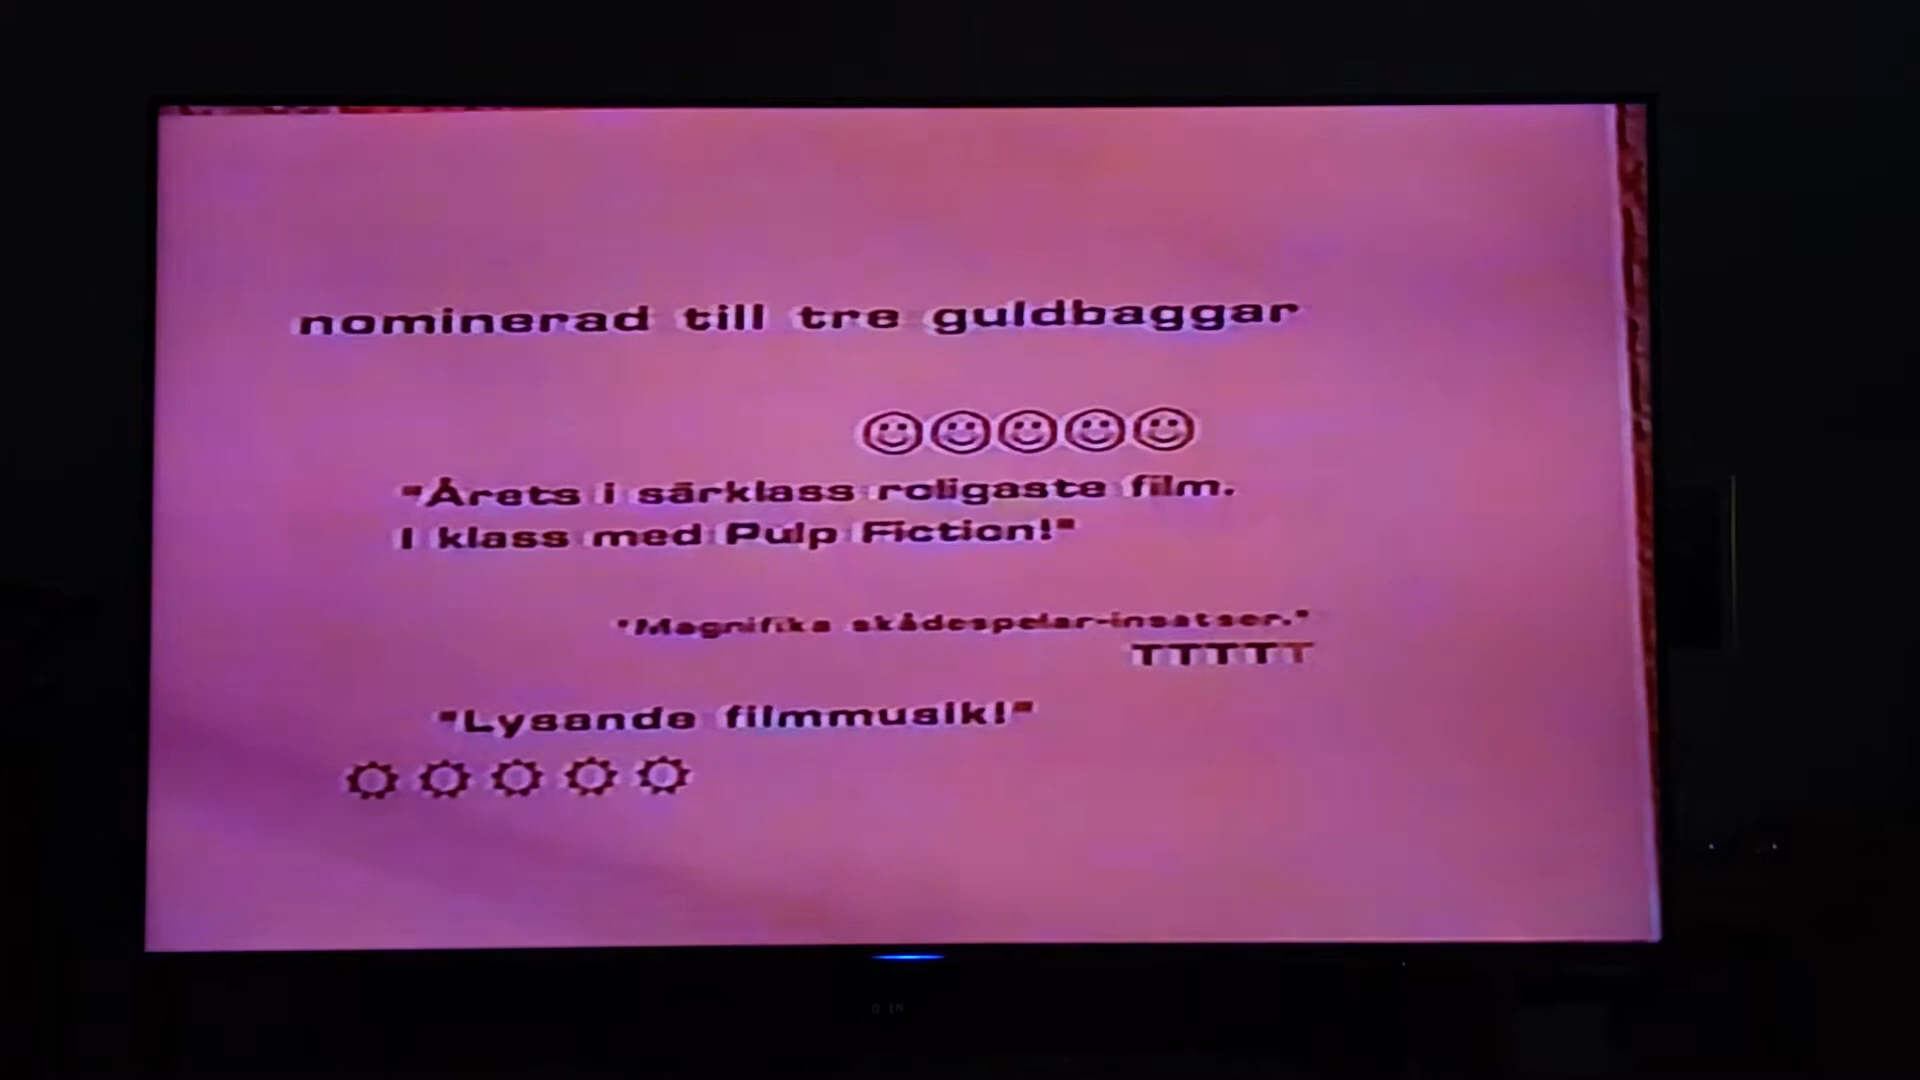 nominerad till tre guldbaggar
"Årets i särklass roligaste film.
I klass med Pulp Fiction!"
"Magnifika skådespelar-insatser."
TTTTT
"Lysande filmmusik!"